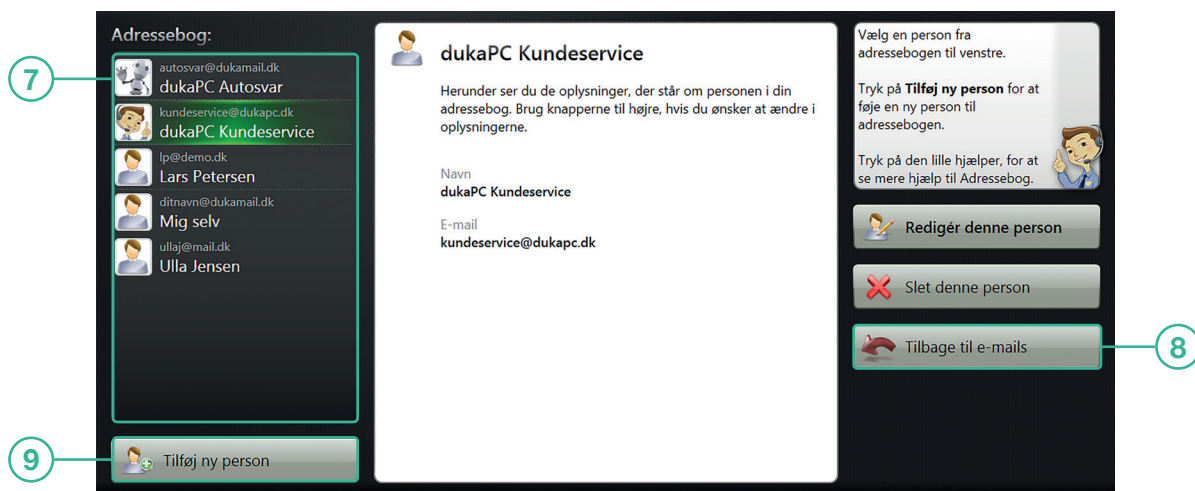 Adressebog:
7
autosvar@dukamail.dk
dukaPC Autosvar
kundeservice@dukapc.dk
dukaPC Kundeservice
lp@demo.dk
Lars Petersen
ditnavn@dukamail.dk
Mig selv
ullaj@mail.dk
Ulla Jensen
9
Tilføj ny person
dukaPC Kundeservice
Herunder ser du de oplysninger, der står om personen i din
adressebog. Brug knapperne til højre, hvis du ønsker at ændre i
oplysningerne.
Navn
dukaPC Kundeservice
E-mail
kundeservice@dukapc.dk
Vælg en person fra
adressebogen til venstre.
Tryk på Tilføj ny person for at
føje en ny person til
adressebogen.
Tryk på den lille hjælper, for at
se mere hjælp til Adressebog.
Redigér denne person
Slet denne person
Tilbage til e-mails
8